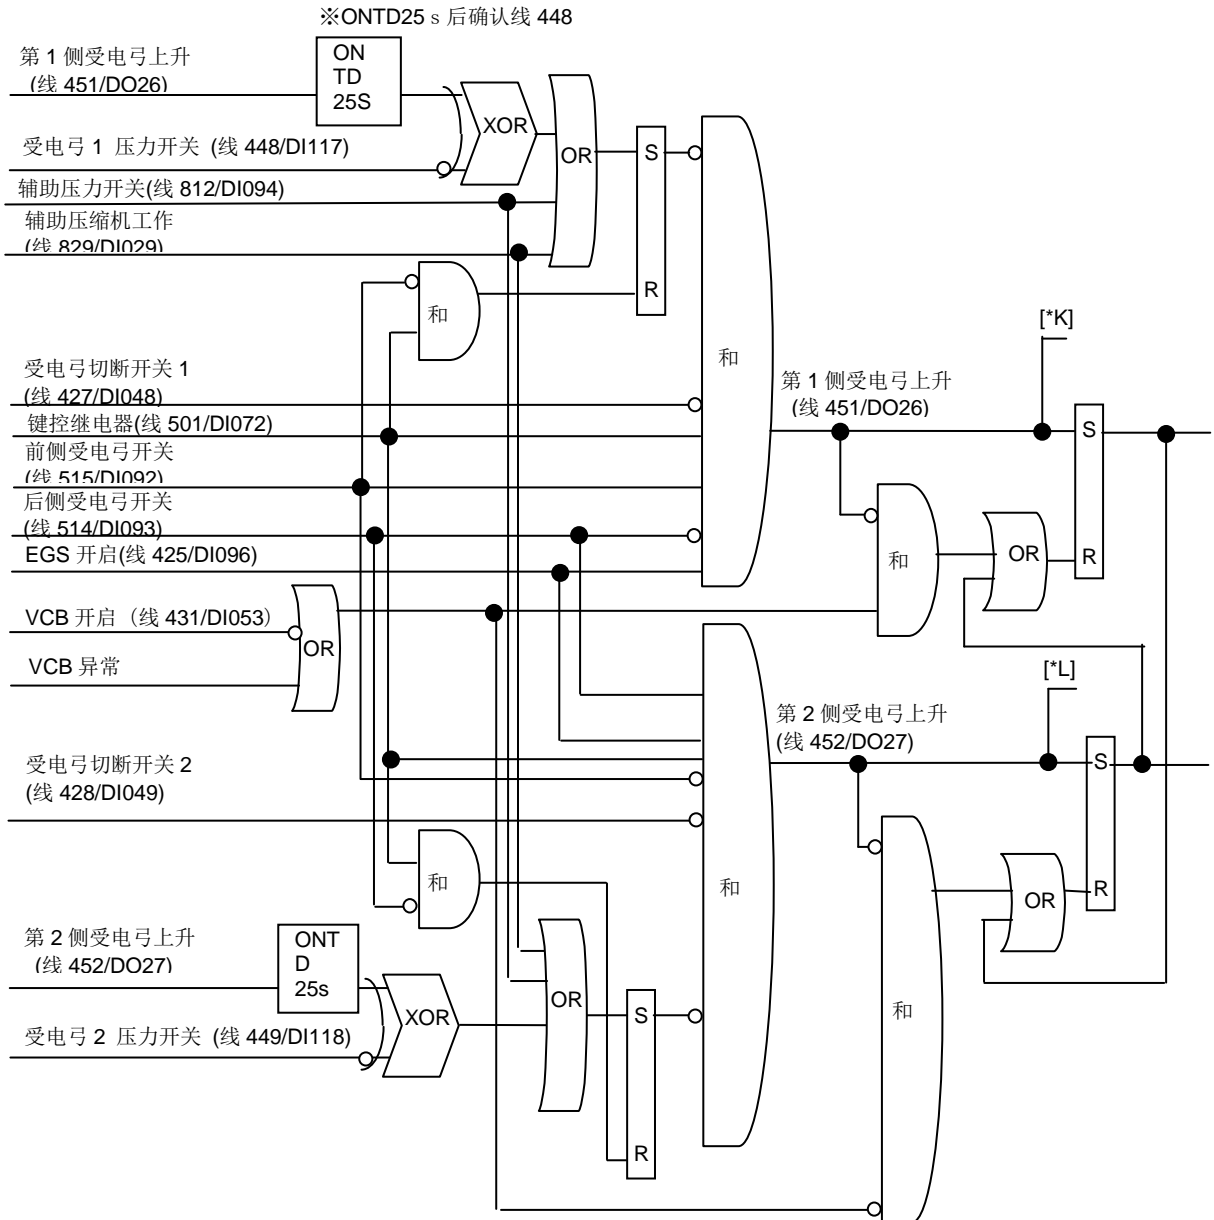 ※ONTD25 s 后确认线 448
第 1 侧受电弓上升
(线 451/DO26)
ON
TD
25S
XOR
受电弓 1 压力开关 (线 448/DI117)
OR
S
辅助压力开关(线 812/DI094)
辅助压缩机工作
(线 829/DI029)
R
和
[*K]
和
受电弓切断开关 1
(线 427/DI048)
第 1 侧受电弓上升
(线 451/DO26)
键控继电器(线 501/DI072)
S
前侧受电弓开关
(线 515/DI092)
后侧受电弓开关
(线 514/DI093)
EGS 开启(线 425/DI096)
和
OR
R
VCB 开启（线 431/DI053）
OR
VCB 异常
[*L]
第 2 侧受电弓上升
(线 452/DO27)
S
受电弓切断开关 2
(线 428/DI049)
和
和
OR
R
第 2 侧受电弓上升
(线 452/DO27)
ONT
D
25s
OR
S
XOR
和
受电弓 2 压力开关 (线 449/DI118)
R